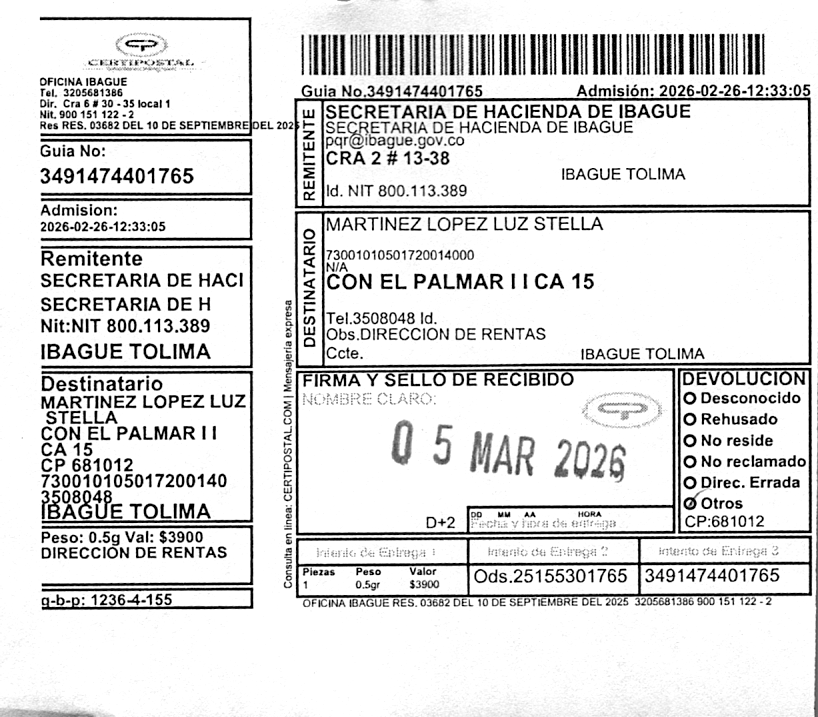 CERTIPOSTAL
OFICINA IBAGUE
Tel. 3205681386
Dir. Cra 6 # 30 - 35 local 1
Nit. 900 151 122 - 2
Res RES. 03682 DEL 10 DE SEPTIEMBRE DEL 2025
Guia No:
3491474401765
Admision:
2026-02-26-12:33:05
Remitente
SECRETARIA DE HACI
SECRETARIA DE H
Nit:NIT 800.113.389
IBAGUE TOLIMA
Destinatario
MARTINEZ LOPEZ LUZ
STELLA
CON EL PALMAR I I
CA 15
CP 681012
730010105017200140
3508048
IBAGUE TOLIMA
Peso: 0.5g Val: $3900
DIRECCION DE RENTAS
g-b-p: 1236-4-155
Consulta en linea: CERTIPOSTAL.COM | Mensajeria expresa
Guia No.3491474401765 Admisión: 2026-02-26-12:33:05
REMITENTE
SECRETARIA DE HACIENDA DE IBAGUE
SECRETARIA DE HACIENDA DE IBAGUE
pqr@ibague.gov.co
CRA 2 # 13-38
IBAGUE TOLIMA
Id. NIT 800.113.389
DESTINATARIO
MARTINEZ LOPEZ LUZ STELLA
73001010501720014000
N/A
CON EL PALMAR I I CA 15
Tel.3508048 Id.
Obs.DIRECCION DE RENTAS
Ccte. IBAGUE TOLIMA
FIRMA Y SELLO DE RECIBIDO
NOMBRE CLARO:
05 MAR 2026
D+2
DD MM AA HORA
Fecha y hora de entrega
DEVOLUCIÓN
Desconocido
Rehusado
No reside
No reclamado
Direc. Errada
Otros
CP:681012
Intento de Entrega 1 Intento de Entrega 2 Intento de Entrega 3
Piezas Peso Valor
1 0.5gr $3900
Ods.25155301765 3491474401765
OFICINA IBAGUE RES. 03682 DEL 10 DE SEPTIEMBRE DEL 2025 3205681386 900 151 122 - 2